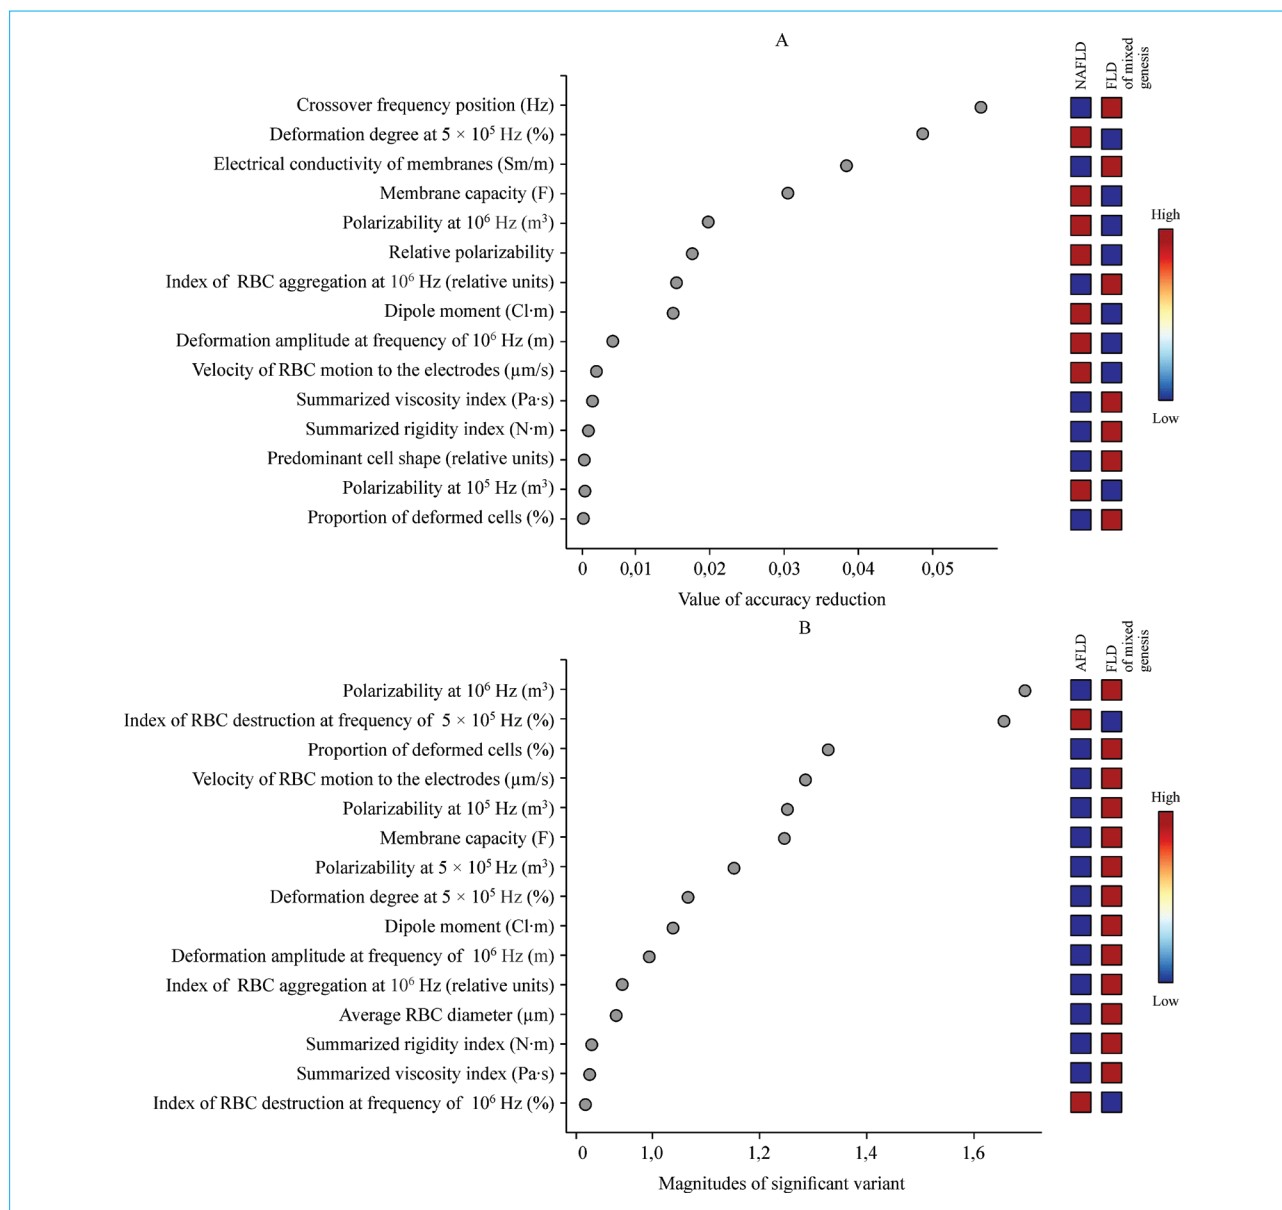 A
NAFLD
FLD
of mixed
genesis
Crossover frequency position (Hz)
Deformation degree at 5 × 10⁵ Hz (%)
Electrical conductivity of membranes (Sm/m)
Membrane capacity (F)
Polarizability at 10⁶ Hz (m³)
Relative polarizability
Index of RBC aggregation at 10⁶ Hz (relative units)
Dipole moment (Cl·m)
Deformation amplitude at frequency of 10⁶ Hz (m)
Velocity of RBC motion to the electrodes (µm/s)
Summarized viscosity index (Pa·s)
Summarized rigidity index (N·m)
Predominant cell shape (relative units)
Polarizability at 10⁵ Hz (m³)
Proportion of deformed cells (%)
High
Low
0 0,01 0,02 0,03 0,04 0,05
Value of accuracy reduction
B
AFLD
FLD
of mixed
genesis
Polarizability at 10⁶ Hz (m³)
Index of RBC destruction at frequency of 5 × 10⁵ Hz (%)
Proportion of deformed cells (%)
Velocity of RBC motion to the electrodes (µm/s)
Polarizability at 10⁵ Hz (m³)
Membrane capacity (F)
Polarizability at 5 × 10⁵ Hz (m³)
Deformation degree at 5 × 10⁵ Hz (%)
Dipole moment (Cl·m)
Deformation amplitude at frequency of 10⁶ Hz (m)
Index of RBC aggregation at 10⁶ Hz (relative units)
Average RBC diameter (µm)
Summarized rigidity index (N·m)
Summarized viscosity index (Pa·s)
Index of RBC destruction at frequency of 10⁶ Hz (%)
High
Low
0 1,0 1,2 1,4 1,6
Magnitudes of significant variant